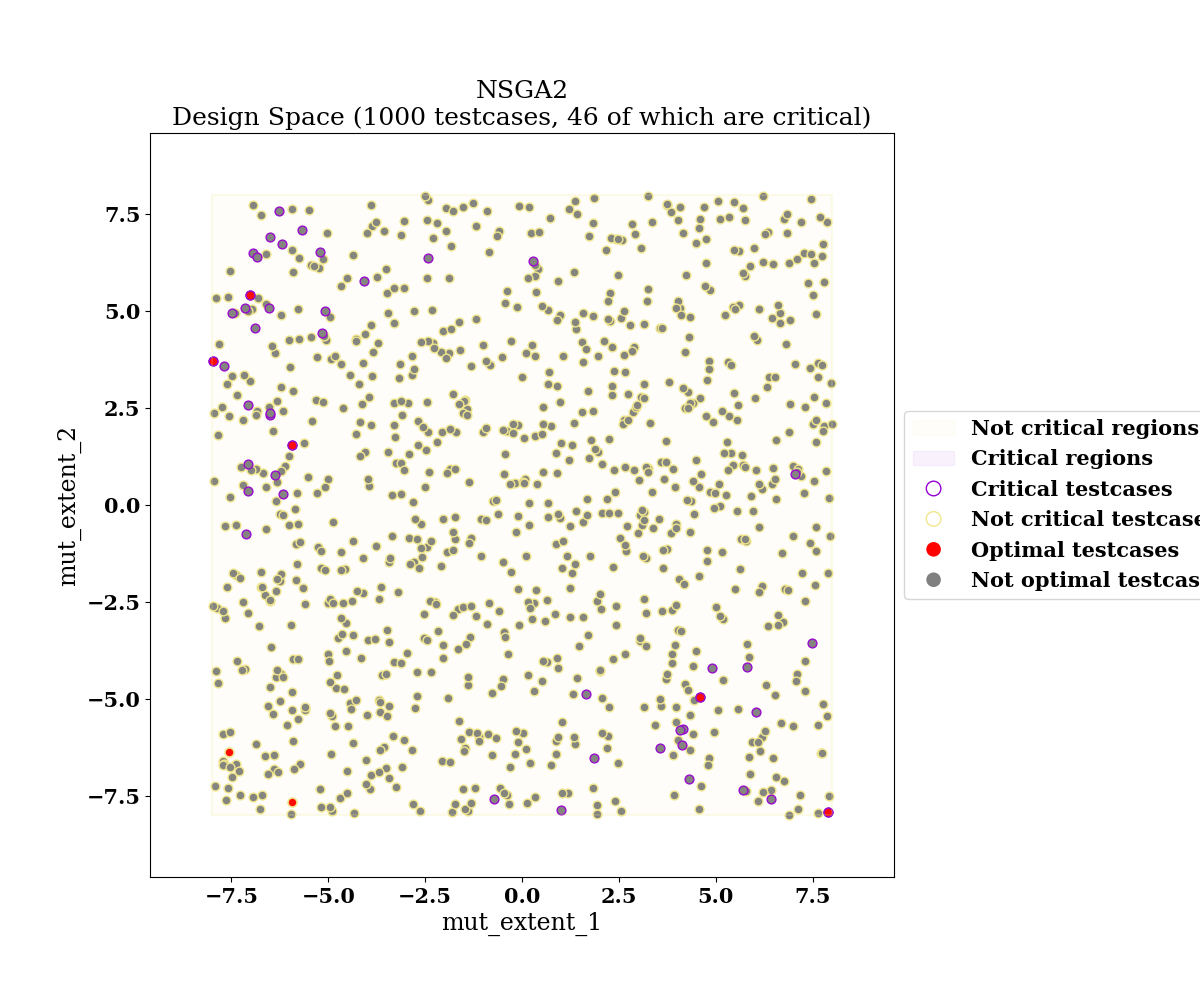 NSGA2
Design Space (1000 testcases, 46 of which are critical)
7.5
5.0
2.5
0.0
−2.5
−5.0
−7.5
mut_extent_2
−7.5
−5.0
−2.5
0.0
2.5
5.0
7.5
mut_extent_1
Not critical regions
Critical regions
Critical testcases
Not critical testcase
Optimal testcases
Not optimal testcas